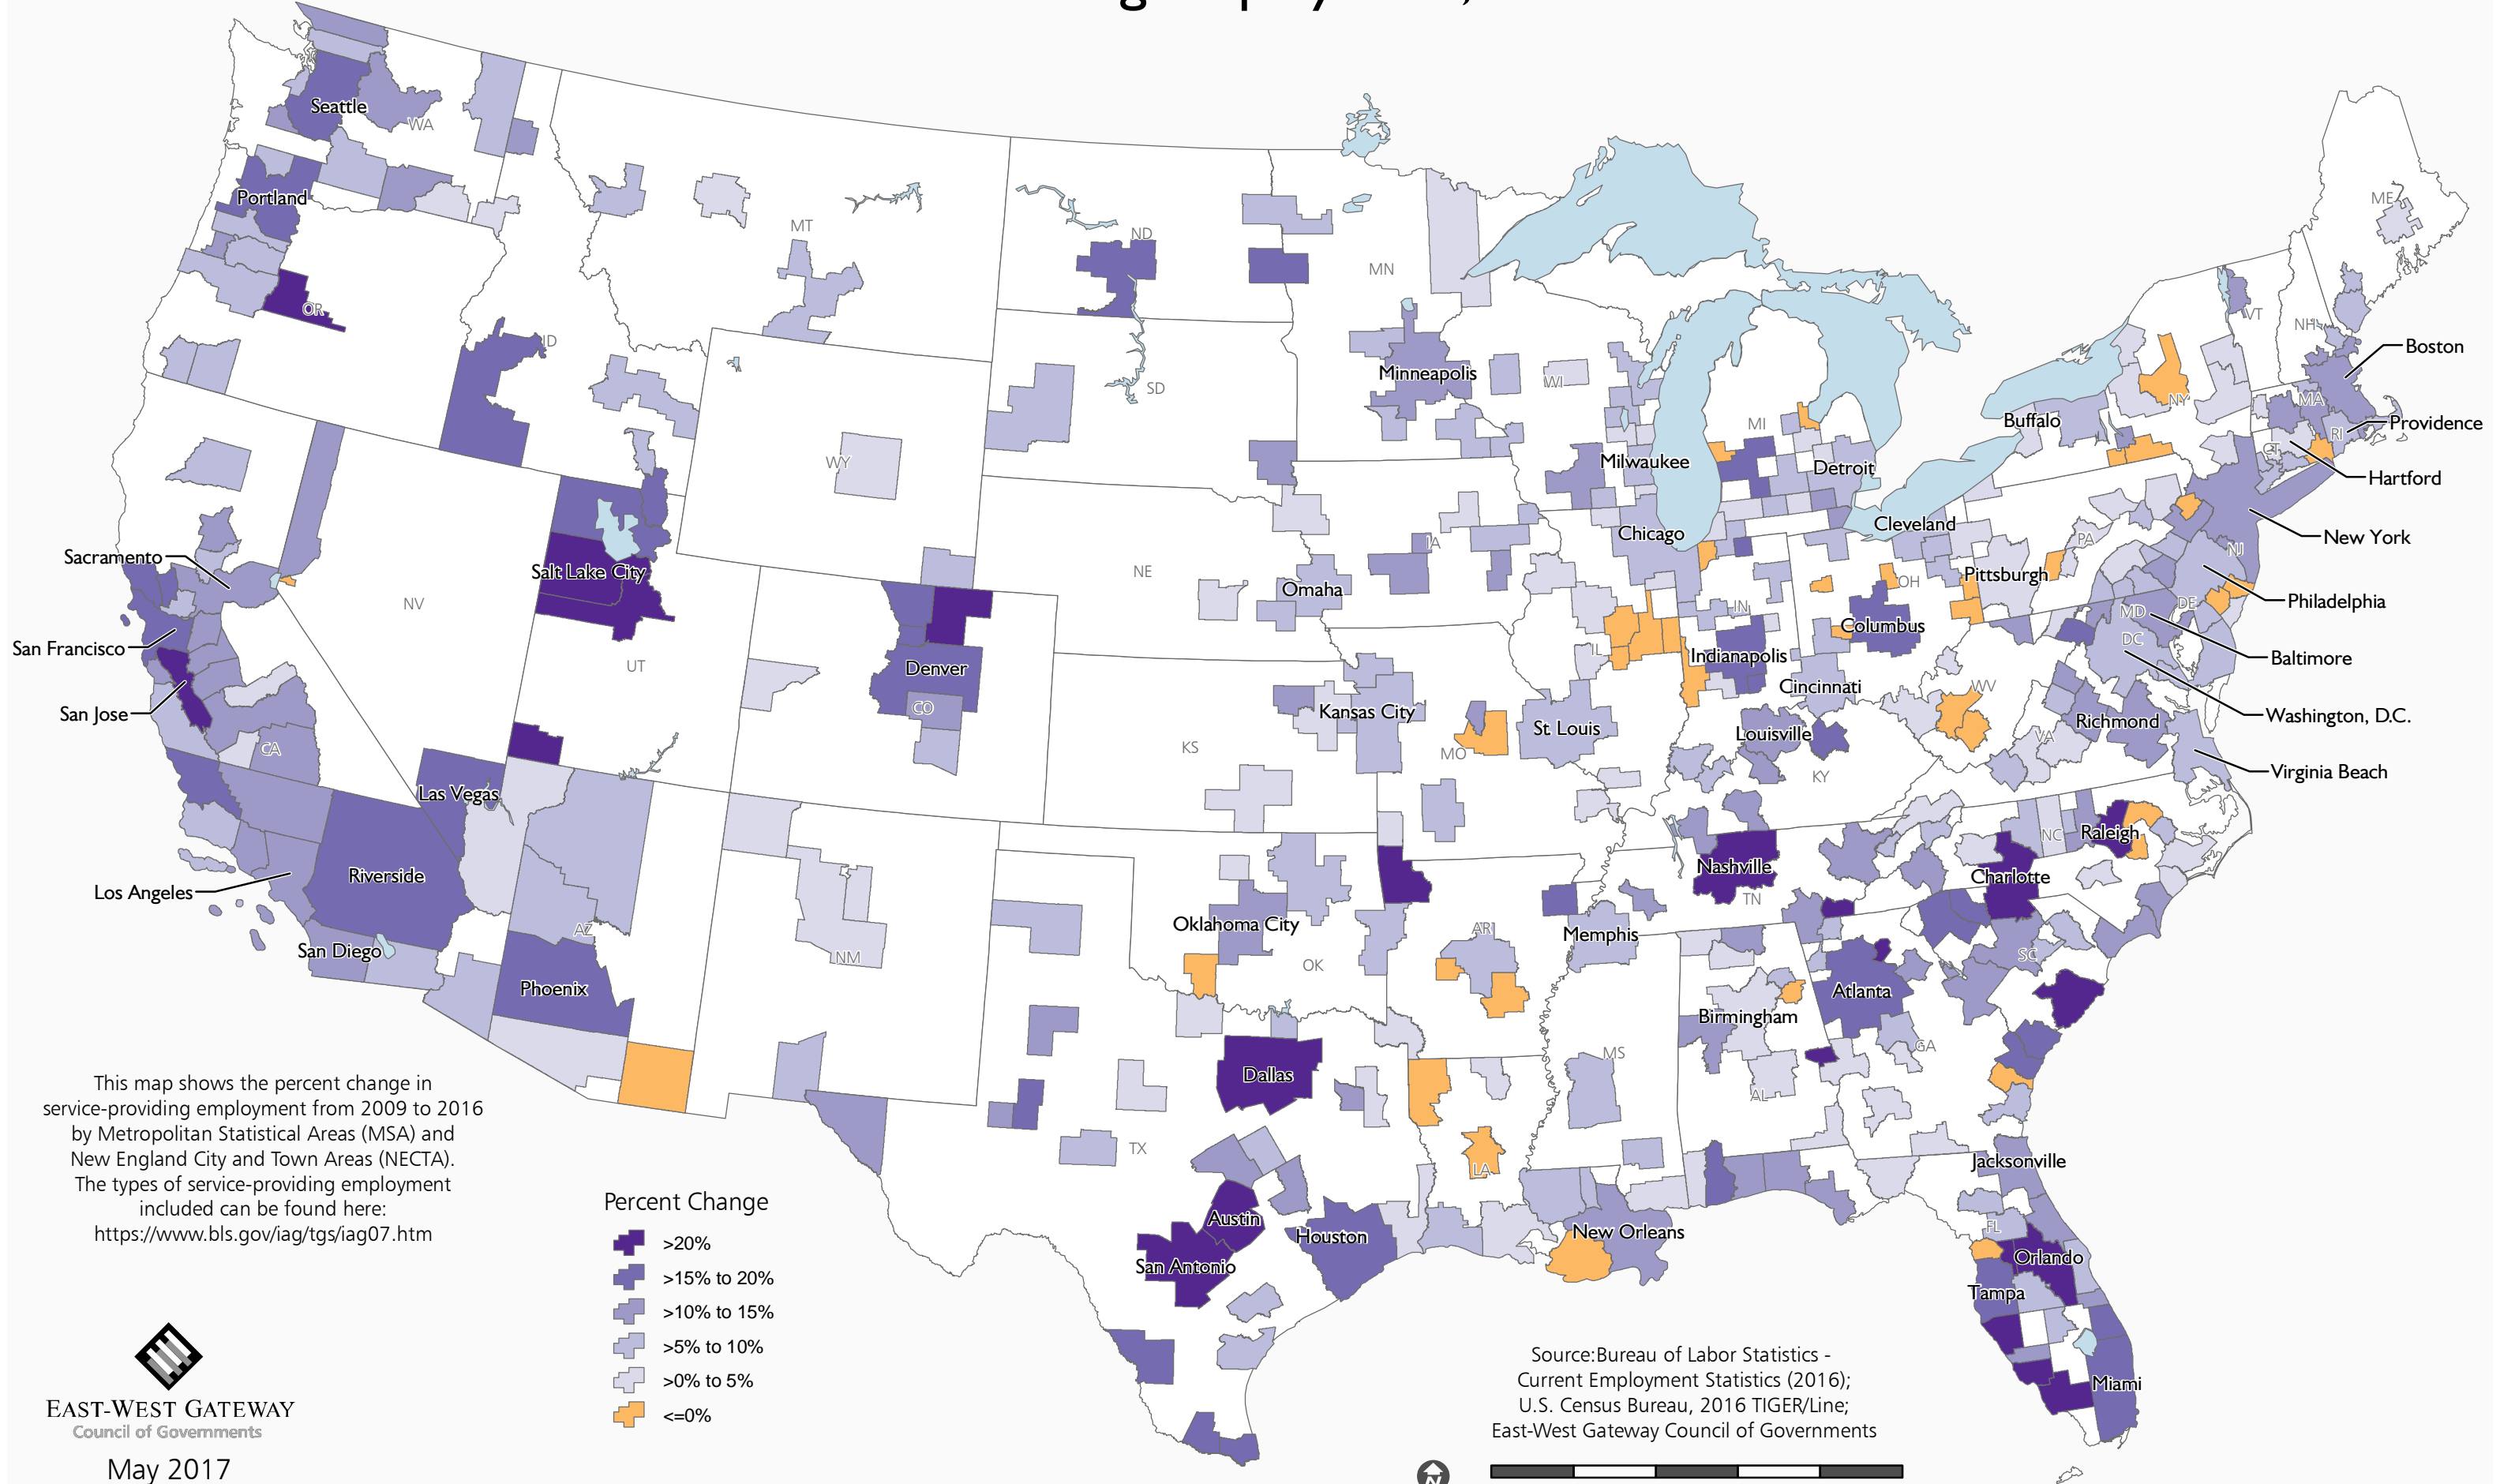 Seattle
WA
Portland
OR
ID
MT
ND
MN
SD
WY
Minneapolis
WI
MI
Milwaukee
Detroit
Buffalo
NY
VT
NH
ME
MA
Boston
RI
Providence
CT
Hartford
New York
NJ
Philadelphia
Baltimore
Washington, D.C.
Virginia Beach
Sacramento
San Francisco
San Jose
NV
CA
Salt Lake City
UT
Denver
CO
NE
IA
Omaha
Chicago
Cleveland
Pittsburgh
PA
OH
IN
IL
Columbus
Indianapolis
Cincinnati
MD
DE
DC
WV
KS
Kansas City
MO
St. Louis
Louisville
KY
VA
Richmond
Las Vegas
Los Angeles
Riverside
San Diego
AZ
Phoenix
NM
Oklahoma City
OK
AR
Memphis
Nashville
TN
NC
Raleigh
Charlotte
SC
Atlanta
GA
Birmingham
AL
MS
Dallas
TX
LA
Austin
San Antonio
Houston
New Orleans
Jacksonville
FL
Orlando
Tampa
Miami
This map shows the percent change in
service-providing employment from 2009 to 2016
by Metropolitan Statistical Areas (MSA) and
New England City and Town Areas (NECTA).
The types of service-providing employment
included can be found here:
https://www.bls.gov/iag/tgs/iag07.htm
Percent Change
>20%
>15% to 20%
>10% to 15%
>5% to 10%
>0% to 5%
<=0%
EAST-WEST GATEWAY
Council of Governments
May 2017
Source:Bureau of Labor Statistics -
Current Employment Statistics (2016);
U.S. Census Bureau, 2016 TIGER/Line;
East-West Gateway Council of Governments
N